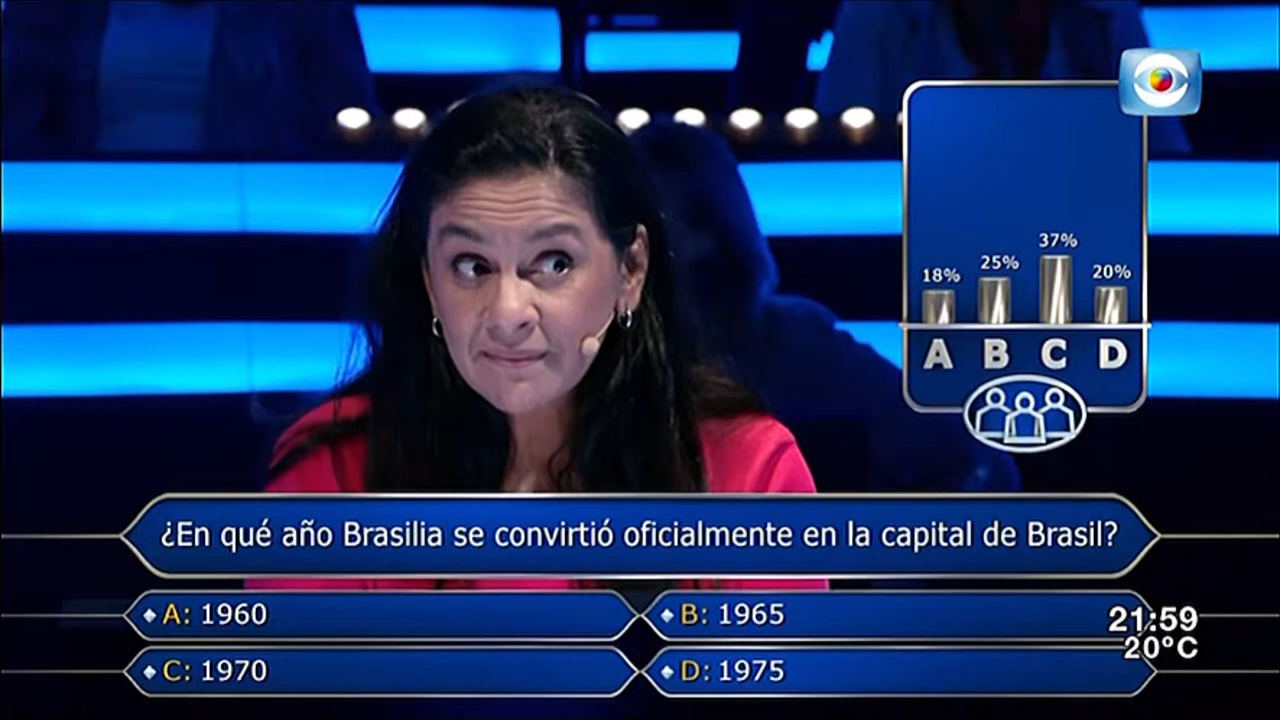 37%
25%
18%
20%
A B C D
¿En qué año Brasilia se convirtió oficialmente en la capital de Brasil?
A: 1960
B: 1965
C: 1970
D: 1975
21:59
20°C